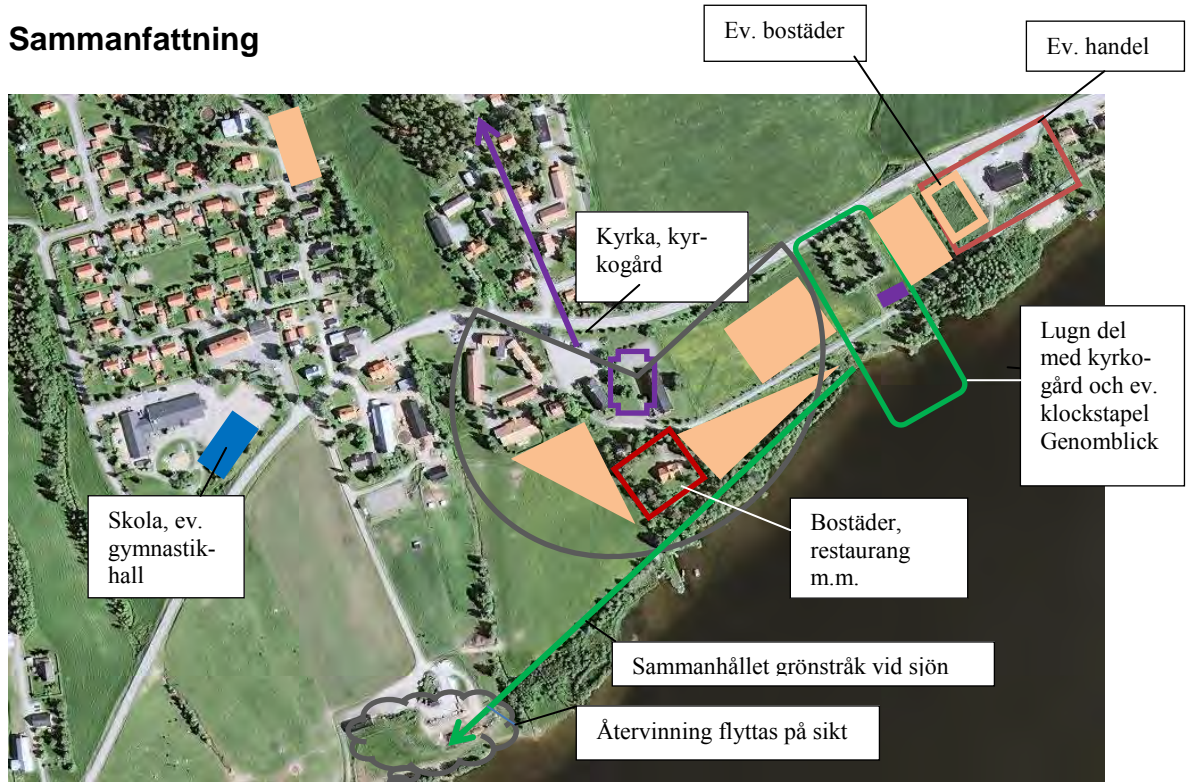 Sammanfattning
Ev. bostäder
Ev. handel
Kyrka, kyr-
kogård
Lugn del
med kyrko-
gård och ev.
klockstapel
Genomblick
Skola, ev.
gymnastik-
hall
Bostäder,
restaurang
m.m.
Sammanhållet grönstråk vid sjön
Återvinning flyttas på sikt